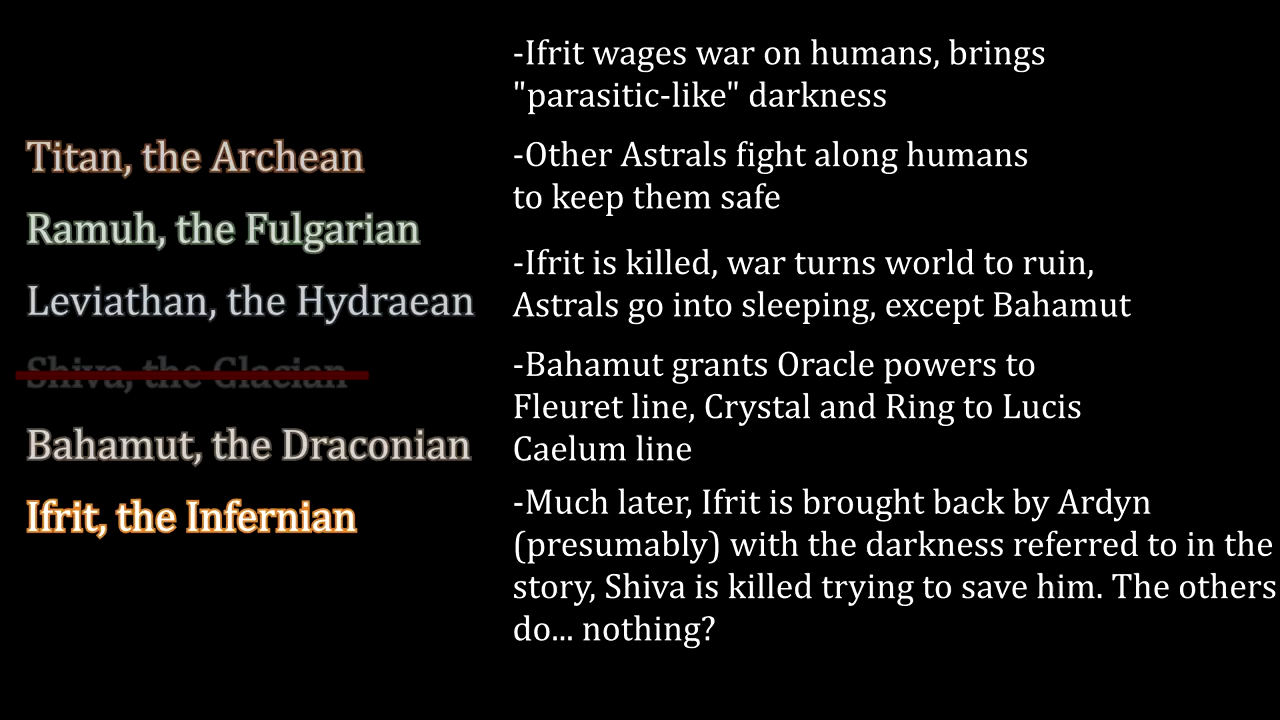 Titan, the Archean
Ramuh, the Fulgarian
Leviathan, the Hydraean
Shiva, the Glacian
Bahamut, the Draconian
Ifrit, the Infernian
-Ifrit wages war on humans, brings
"parasitic-like" darkness
-Other Astrals fight along humans
to keep them safe
-Ifrit is killed, war turns world to ruin,
Astrals go into sleeping, except Bahamut
-Bahamut grants Oracle powers to
Fleuret line, Crystal and Ring to Lucis
Caelum line
-Much later, Ifrit is brought back by Ardyn
(presumably) with the darkness referred to in the
story, Shiva is killed trying to save him. The others
do... nothing?